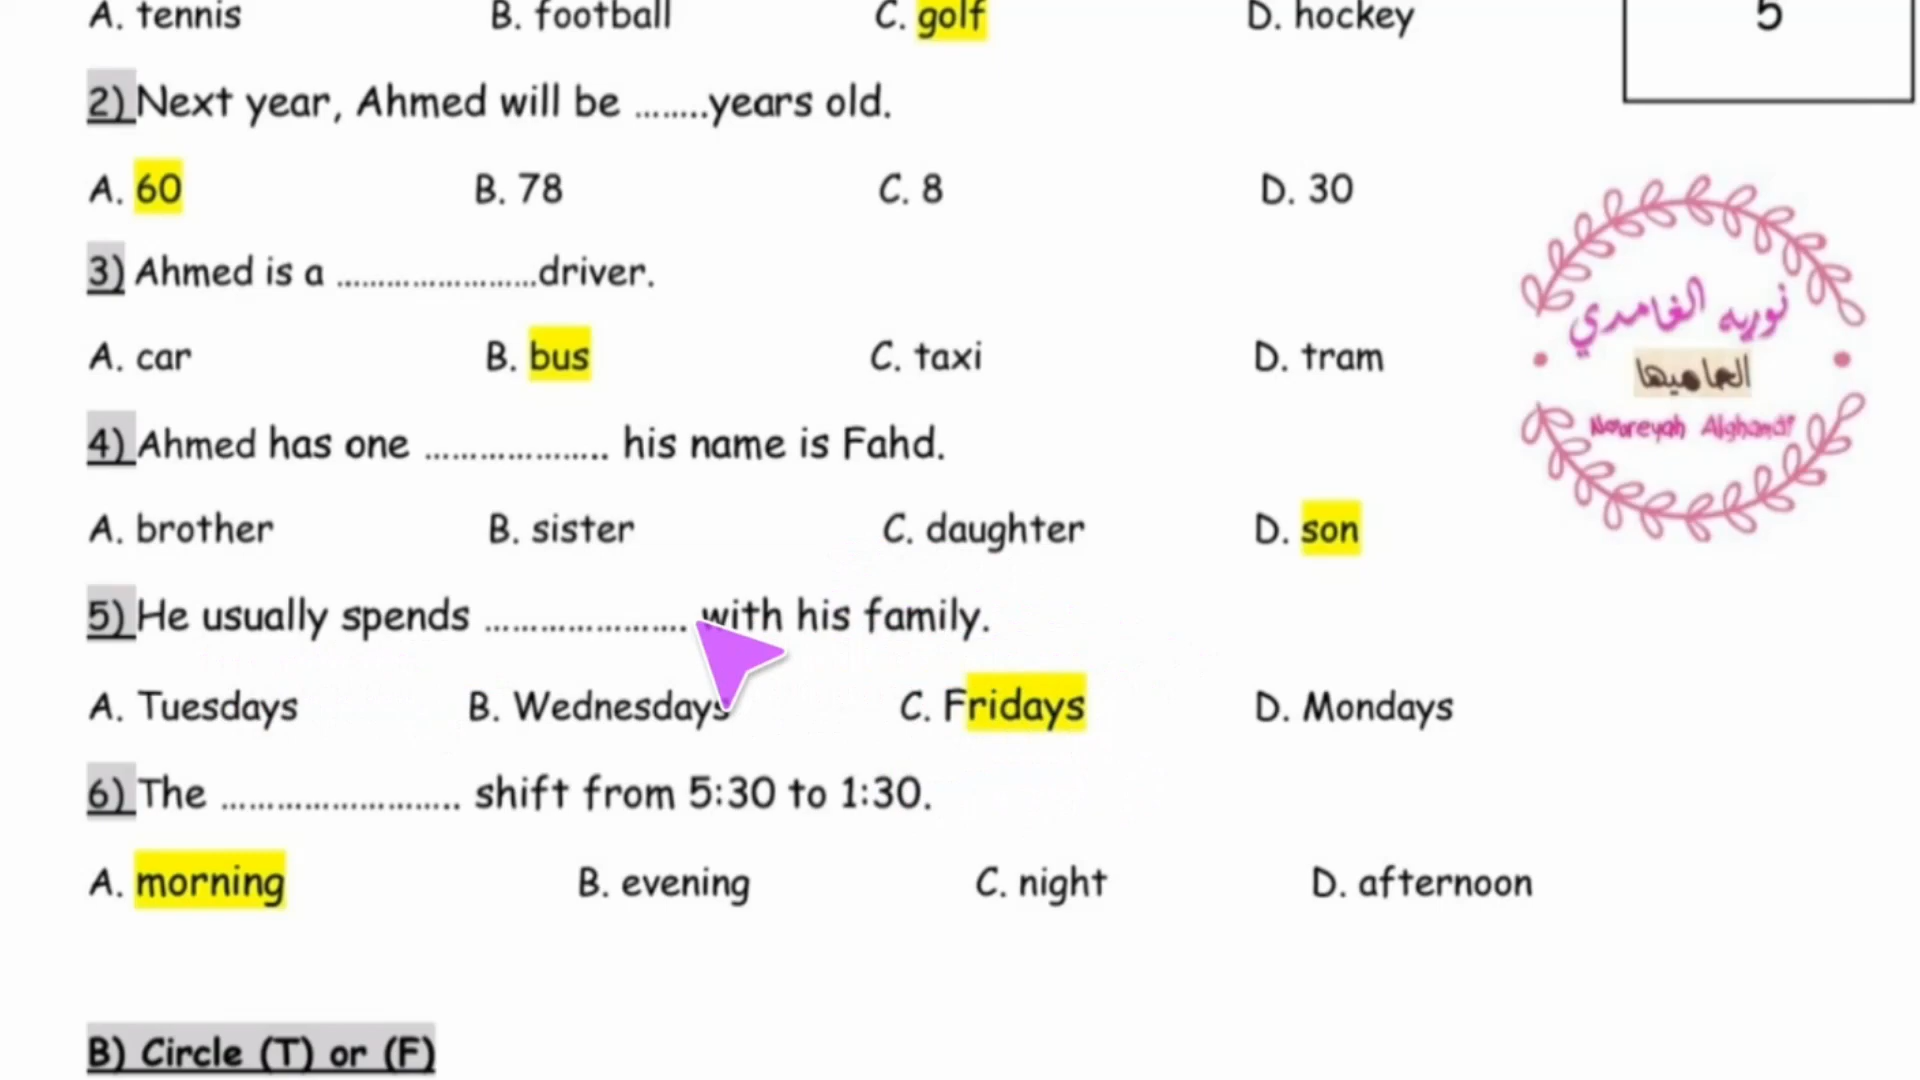 A. tennis B. football C. golf D. hockey
5
2) Next year, Ahmed will be ........years old.
A. 60 B. 78 C. 8 D. 30
3) Ahmed is a ........................driver.
A. car B. bus C. taxi D. tram
4) Ahmed has one .................... his name is Fahd.
A. brother B. sister C. daughter D. son
5) He usually spends ...................... with his family.
A. Tuesdays B. Wednesdays C. Fridays D. Mondays
6) The .......................... shift from 5:30 to 1:30.
A. morning B. evening C. night D. afternoon
B) Circle (T) or (F)
نوريه الغامدي
Noureyah Alghamdi